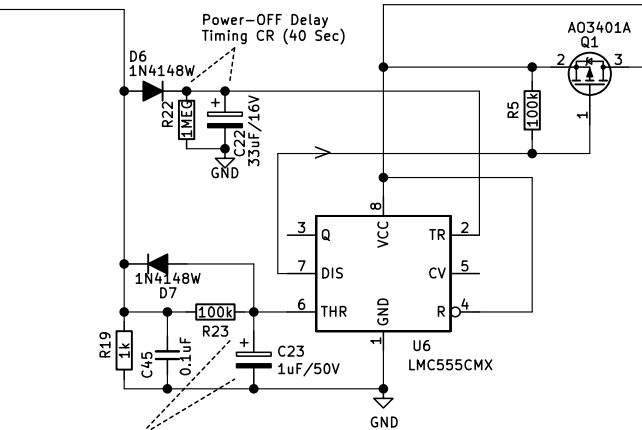 Power-OFF Delay
Timing CR (40 Sec)
AO3401A
Q1
2
3
1
D6
1N4148W
R22
1MEG
+
C22
33uF/16V
GND
R5
100k
8
VCC
3
Q
TR
2
7
DIS
CV
5
6
THR
R
4
GND
1
U6
LMC555CMX
1N4148W
D7
100k
R23
R19
1k
C45
0.1uF
+
C23
1uF/50V
GND